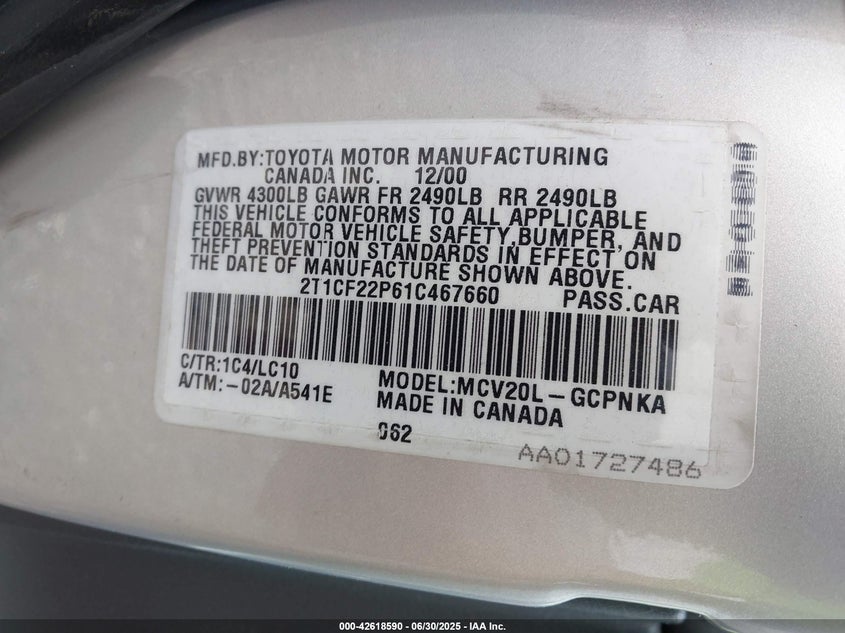 MFD.BY:TOYOTA MOTOR MANUFACTURING
CANADA INC. 12/00
GVWR 4300LB GAWR FR 2490LB RR 2490LB
THIS VEHICLE CONFORMS TO ALL APPLICABLE
FEDERAL MOTOR VEHICLE SAFETY,BUMPER, AND
THEFT PREVENTION STANDARDS IN EFFECT ON
THE DATE OF MANUFACTURE SHOWN ABOVE.
2T1CF22P61C467660 PASS.CAR
C/TR:1C4/LC10
A/TM:-02A/A541E
MODEL:MCV20L-GCPNKA
MADE IN CANADA
062
AA01727486
000-42618590 - 06/30/2025 - IAA Inc.